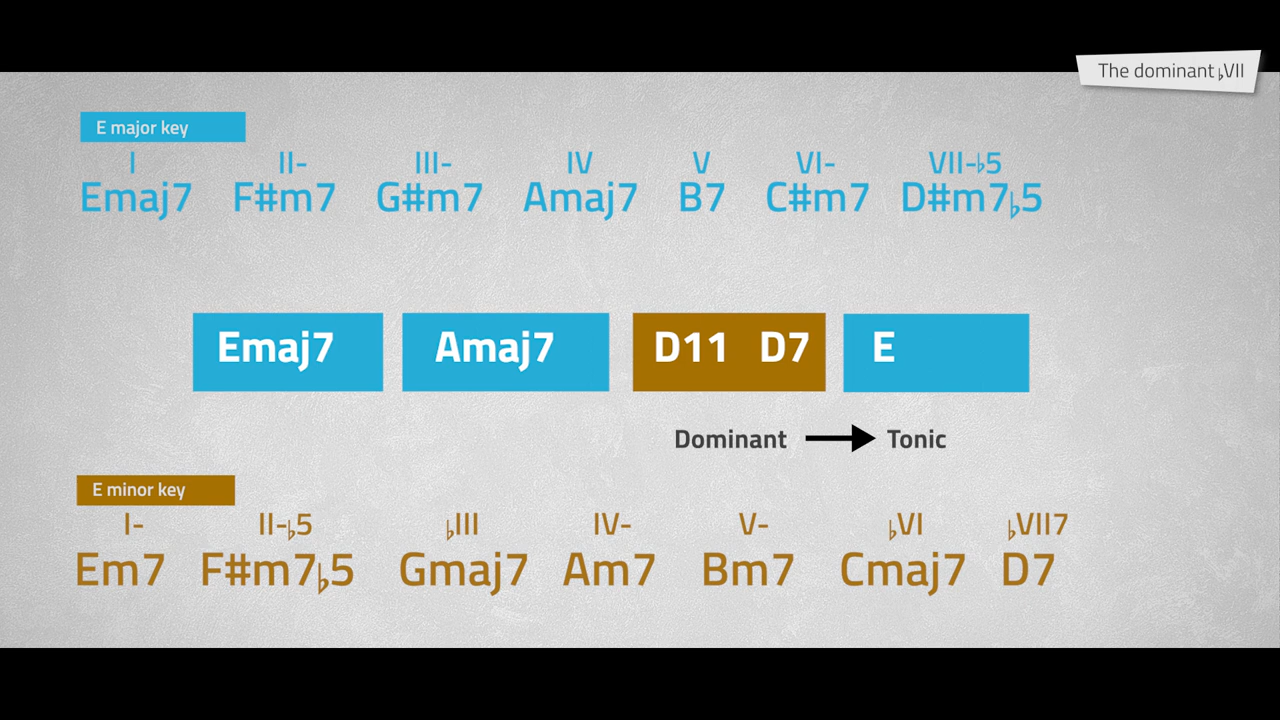 The dominant ♭VII
E major key
I II- III- IV V VI- VII-♭5
Emaj7 F#m7 G#m7 Amaj7 B7 C#m7 D#m7♭5
Emaj7 Amaj7 D11 D7 E
Dominant Tonic
E minor key
I- II-♭5 ♭III IV- V- ♭VI ♭VII7
Em7 F#m7♭5 Gmaj7 Am7 Bm7 Cmaj7 D7